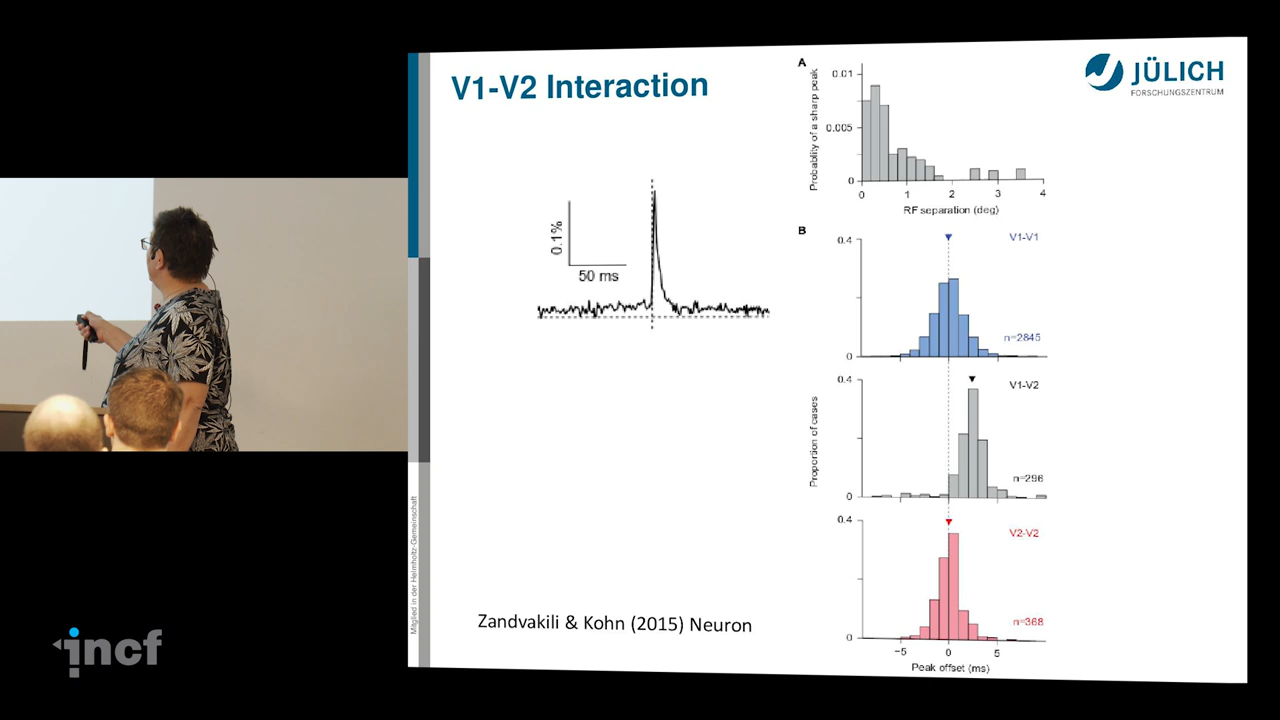 V1-V2 Interaction
JÜLICH
FORSCHUNGSZENTRUM
A
Probablity of a sharp peak
0.01
0.005
0
0
1
2
3
4
RF separation (deg)
0.1%
50 ms
B
0.4
V1-V1
n=2845
0
0.4
V1-V2
n=296
0
Proportion of cases
0.4
V2-V2
n=368
0
−5
0
5
Peak offset (ms)
Mitglied in der Helmholtz-Gemeinschaft
Zandvakili & Kohn (2015) Neuron
incf